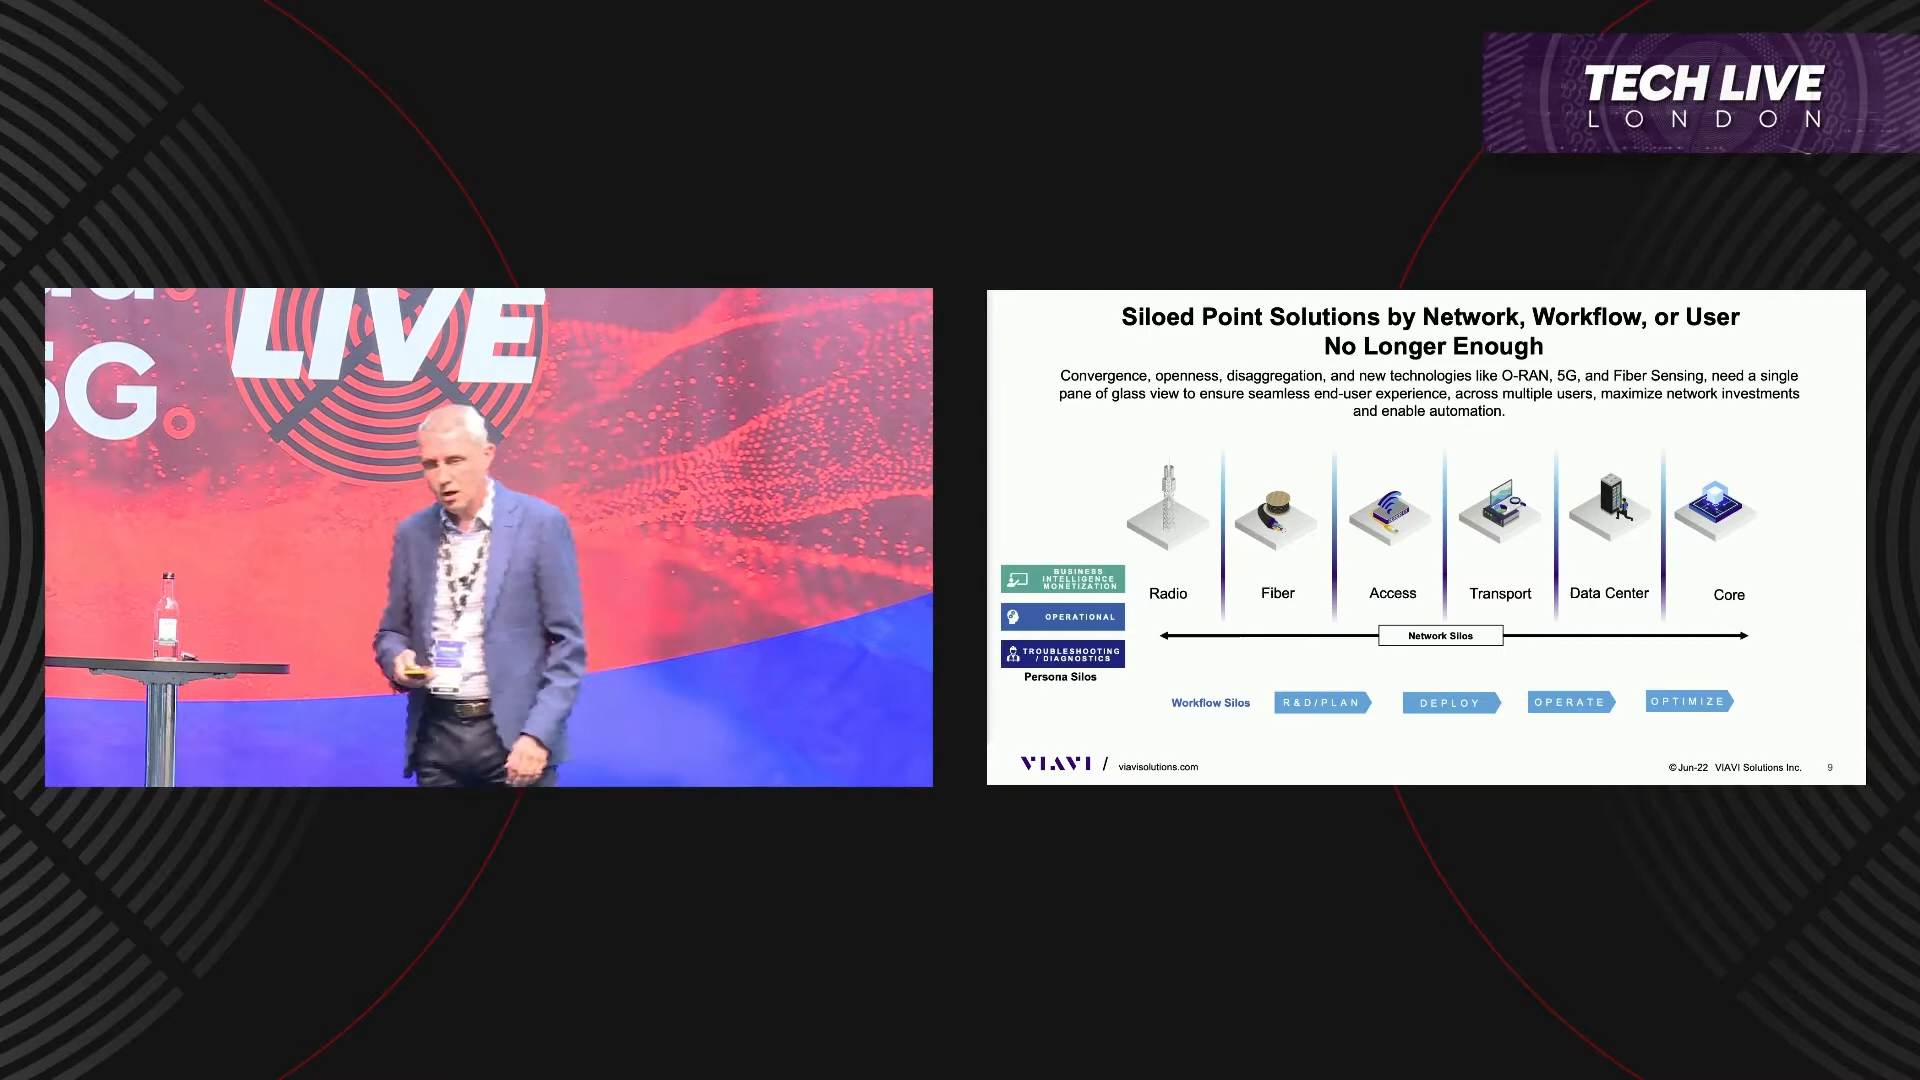 TECH LIVE
LONDON
LIVE
5G.
Siloed Point Solutions by Network, Workflow, or User
No Longer Enough
Convergence, openness, disaggregation, and new technologies like O-RAN, 5G, and Fiber Sensing, need a single
pane of glass view to ensure seamless end-user experience, across multiple users, maximize network investments
and enable automation.
BUSINESS
INTELLIGENCE
MONETIZATION
OPERATIONAL
TROUBLESHOOTING
/ DIAGNOSTICS
Persona Silos
Radio
Fiber
Access
Transport
Data Center
Core
Network Silos
Workflow Silos
R&D/PLAN
DEPLOY
OPERATE
OPTIMIZE
VIAVI / viavisolutions.com
© Jun-22 VIAVI Solutions Inc. 9